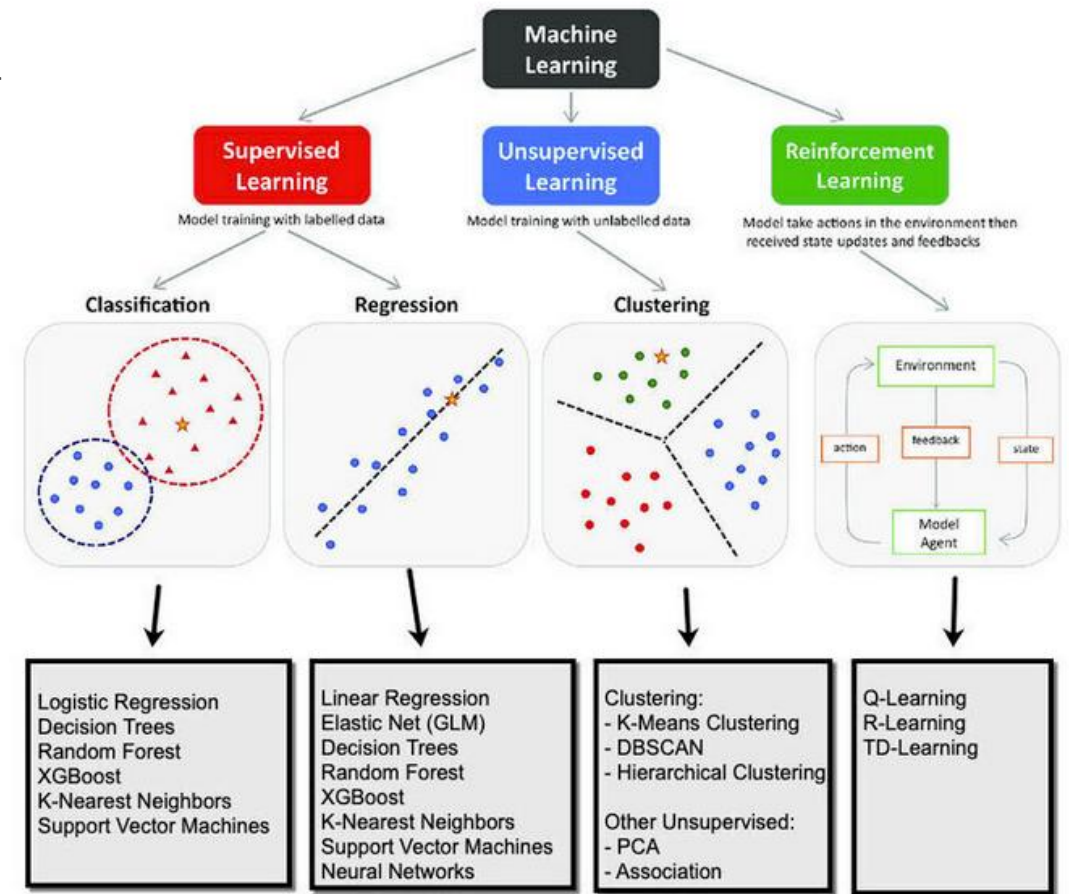 Machine
Learning
Supervised
Learning
Unsupervised
Learning
Reinforcement
Learning
Model training with labelled data
Model training with unlabelled data
Model take actions in the environment then
received state updates and feedbacks
Classification
Regression
Clustering
Environment
action
feedback
state
Model
Agent
Logistic Regression
Decision Trees
Random Forest
XGBoost
K-Nearest Neighbors
Support Vector Machines
Linear Regression
Elastic Net (GLM)
Decision Trees
Random Forest
XGBoost
K-Nearest Neighbors
Support Vector Machines
Neural Networks
Clustering:
- K-Means Clustering
- DBSCAN
- Hierarchical Clustering
Other Unsupervised:
- PCA
- Association
Q-Learning
R-Learning
TD-Learning